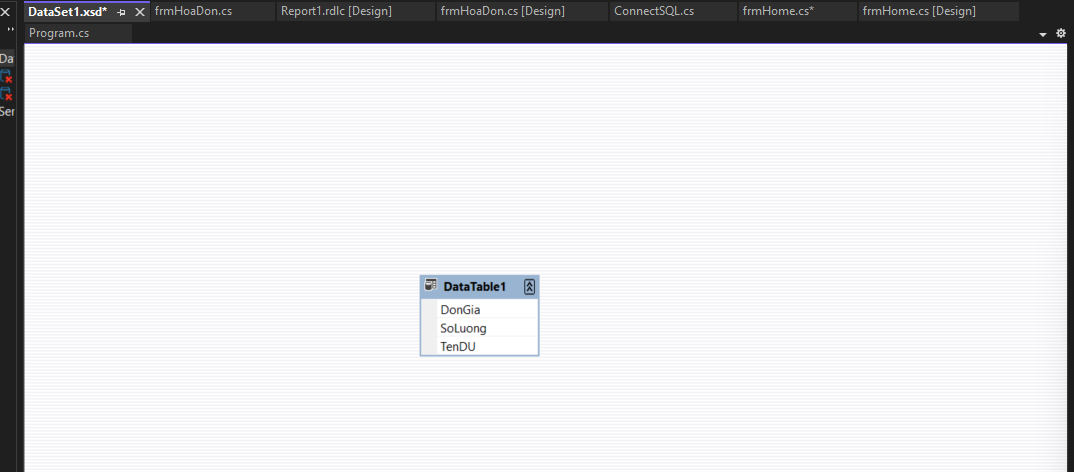 DataSet1.xsd* frmHoaDon.cs Report1.rdlc [Design] frmHoaDon.cs [Design] ConnectSQL.cs frmHome.cs* frmHome.cs [Design]
Program.cs
Da
Ser
DataTable1
DonGia
SoLuong
TenDU